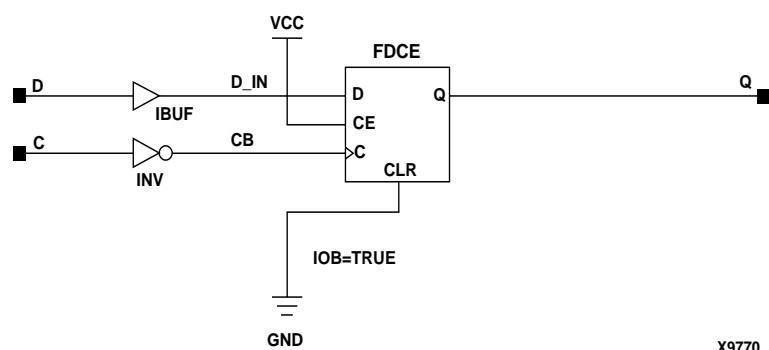 VCC
FDCE
D
D_IN
Q
IBUF
D
Q
CE
C
CB
C
INV
CLR
IOB=TRUE
GND
X9770